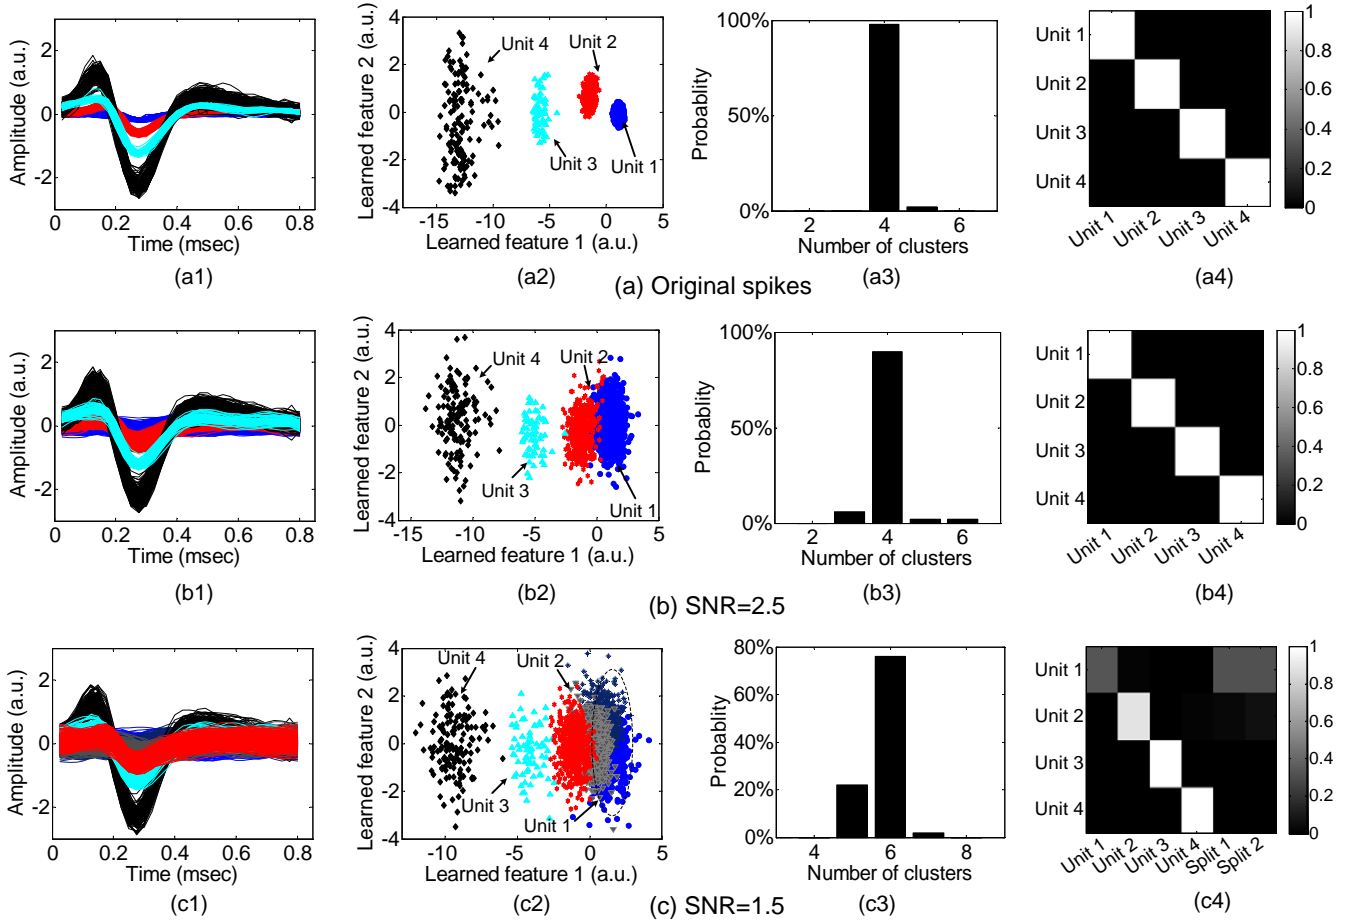 Amplitude (a.u.)
2
0
-2
0 0.2 0.4 0.6 0.8
Time (msec)
(a1)
Learned feature 2 (a.u.)
4
2
0
-2
-4
-15 -10 -5 0 5
Learned feature 1 (a.u.)
Unit 4
Unit 2
Unit 3
Unit 1
(a2)
Probablity
100%
50%
0%
2 4 6
Number of clusters
(a3)
Unit 1
Unit 2
Unit 3
Unit 4
Unit 1 Unit 2 Unit 3 Unit 4
1
0.8
0.6
0.4
0.2
0
(a4)
(a) Original spikes
Amplitude (a.u.)
2
0
-2
0 0.2 0.4 0.6 0.8
Time (msec)
(b1)
Learned feature 2 (a.u.)
4
2
0
-2
-4
-15 -10 -5 0 5
Learned feature 1 (a.u.)
Unit 4
Unit 2
Unit 3
Unit 1
(b2)
Probablity
100%
50%
0%
2 4 6
Number of clusters
(b3)
Unit 1
Unit 2
Unit 3
Unit 4
Unit 1 Unit 2 Unit 3 Unit 4
1
0.8
0.6
0.4
0.2
0
(b4)
(b) SNR=2.5
Amplitude (a.u.)
2
0
-2
0 0.2 0.4 0.6 0.8
Time (msec)
(c1)
Learned feature 2 (a.u.)
4
2
0
-2
-4
-10 -5 0 5
Learned feature 1 (a.u.)
Unit 4
Unit 2
Unit 3
Unit 1
(c2)
Probablity
80%
60%
40%
20%
0%
4 6 8
Number of clusters
(c3)
Unit 1
Unit 2
Unit 3
Unit 4
Unit 1 Unit 2 Unit 3 Unit 4 Split 1 Split 2
1
0.8
0.6
0.4
0.2
0
(c4)
(c) SNR=1.5